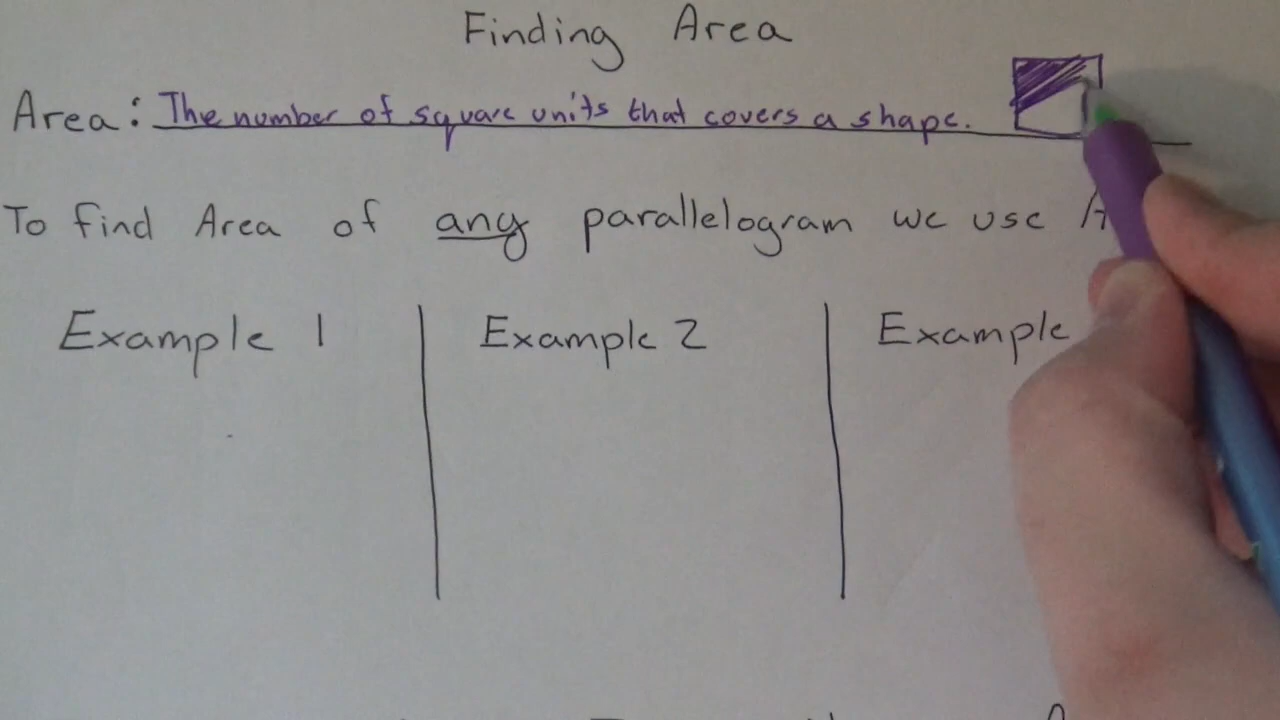 Finding Area
Area: The number of square units that covers a shape.
To find Area of any parallelogram we use A
Example 1 Example 2 Example